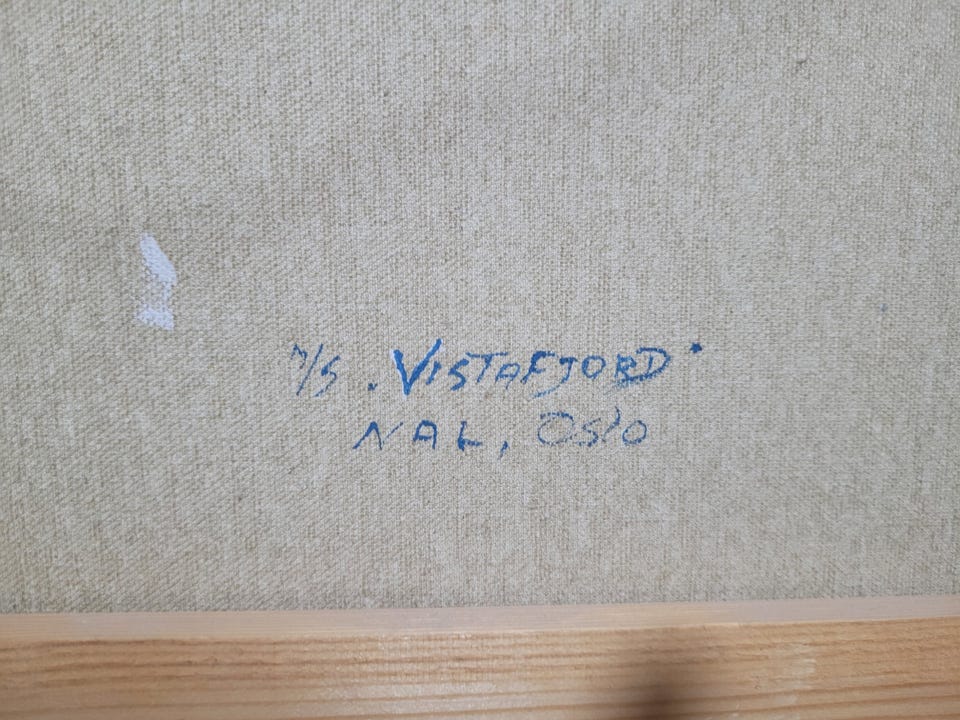 M/S . VISTAFJORD "
NAL, Oslo